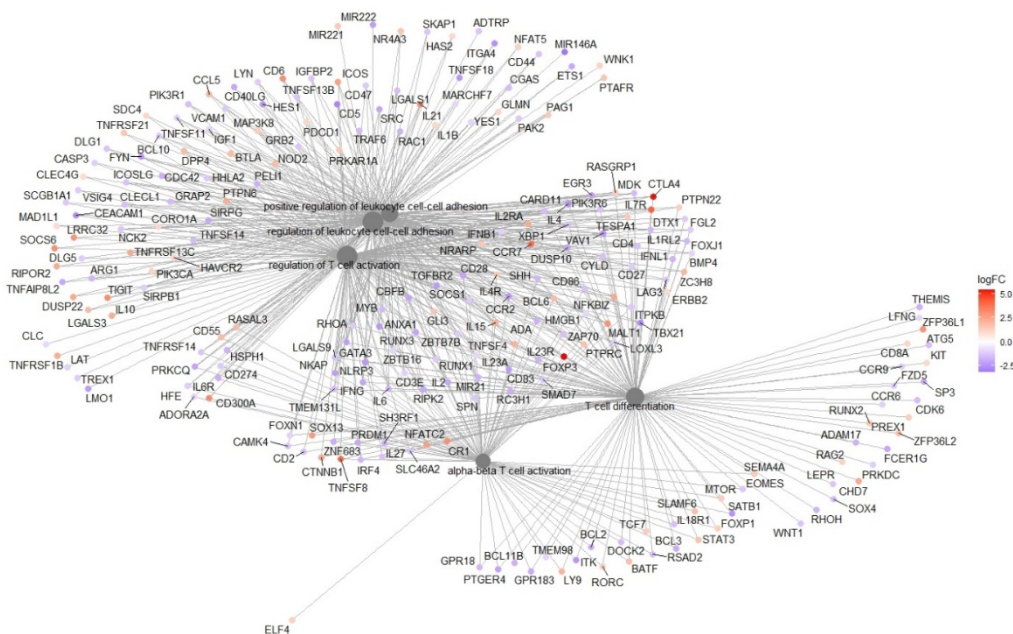 MIR222
SKAP1
ADTRP
MIR221
NR4A3
HAS2
NFAT5
MIR146A
ITGA4
CD44
WNK1
LYN
CD6
IGFBP2
ICOS
TNFSF18
CGAS
ETS1
CCL5
TNFSF13B
CD47
LGALS1
MARCHF7
GLMN
PTAFR
PIK3R1
CD40LG
HES1
CD5
SRC
IL21
YES1
PAG1
SDC4
VCAM1
MAP3K8
PDCD1
TRAF6
RAC1
IL1B
PAK2
TNFRSF21
TNFSF11
IGF1
GRB2
PRKAR1A
DLG1
BCL10
BTLA
NOD2
FYN
DPP4
CASP3
ICOSLG
CDC42
HHLA2
PELI1
RASGRP1
CLEC4G
EGR3
MDK
CTLA4
SCGB1A1
VSIG4
CLECL1
GRAP2
PTPN6
CARD11
PIK3R6
IL7R
PTPN22
MAD1L1
CEACAM1
CORO1A
SIRPG
positive regulation of leukocyte cell-cell adhesion
IL2RA
IL4
TESPA1
DTX1
FGL2
LRRC32
NCK2
TNFSF14
regulation of leukocyte cell-cell adhesion
IFNB1
XBP1
VAV1
CD4
IL1RL2
FOXJ1
SOCS6
DLG5
TNFRSF13C
NRARP
CCR7
DUSP10
IFNL1
BMP4
RIPOR2
ARG1
PIK3CA
HAVCR2
regulation of T cell activation
CD28
SHH
CYLD
CD27
ZC3H8
TNFAIP8L2
TIGIT
SIRPB1
TGFBR2
IL4R
CD86
LAG3
ERBB2
DUSP22
IL10
CBFB
SOCS1
CCR2
BCL6
NFKBIZ
ITPKB
LGALS3
MYB
HMGB1
TBX21
THEMIS
CLC
CD55
RASAL3
RHOA
ANXA1
GLI3
IL15
ADA
ZAP70
MALT1
LOXL3
LFNG
ZFP36L1
TNFRSF14
RUNX3
ZBTB7B
TNFSF4
PTPRC
ATG5
TNFRSF1B
LAT
HSPH1
LGALS9
GATA3
IL23R
FOXP3
CD8A
KIT
PRKCQ
CD274
NKAP
NLRP3
ZBTB16
RUNX1
IL23A
CCR9
TREX1
IL6R
IFNG
CD3E
IL2
MIR21
CD83
SMAD7
FZD5
SP3
LMO1
HFE
CD300A
TMEM131L
IL6
RIPK2
RC3H1
CCR6
CDK6
ADORA2A
SPN
T cell differentiation
FOXN1
SH3RF1
RUNX2
PREX1
SOX13
PRDM1
NFATC2
ZFP36L2
CAMK4
ZNF683
CR1
ADAM17
CD2
IL27
RAG2
FCER1G
CTNNB1
IRF4
SLC46A2
alpha-beta T cell activation
SEMA4A
LEPR
PRKDC
TNFSF8
EOMES
CHD7
MTOR
SLAMF6
SATB1
SOX4
TCF7
IL18R1
FOXP1
RHOH
BCL2
WNT1
BCL3
STAT3
GPR18
BCL11B
TMEM98
DOCK2
RSAD2
PTGER4
GPR183
ITK
LY9
RORC
BATF
ELF4
logFC
5.0
2.5
0.0
-2.5